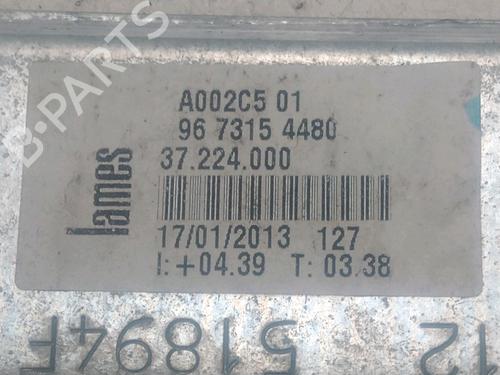 B-PARTS
A002C5 01
96 7315 4480
37.224.000
lames
17/01/2013 127
I:+04.39 T: 03.38
12 51894F